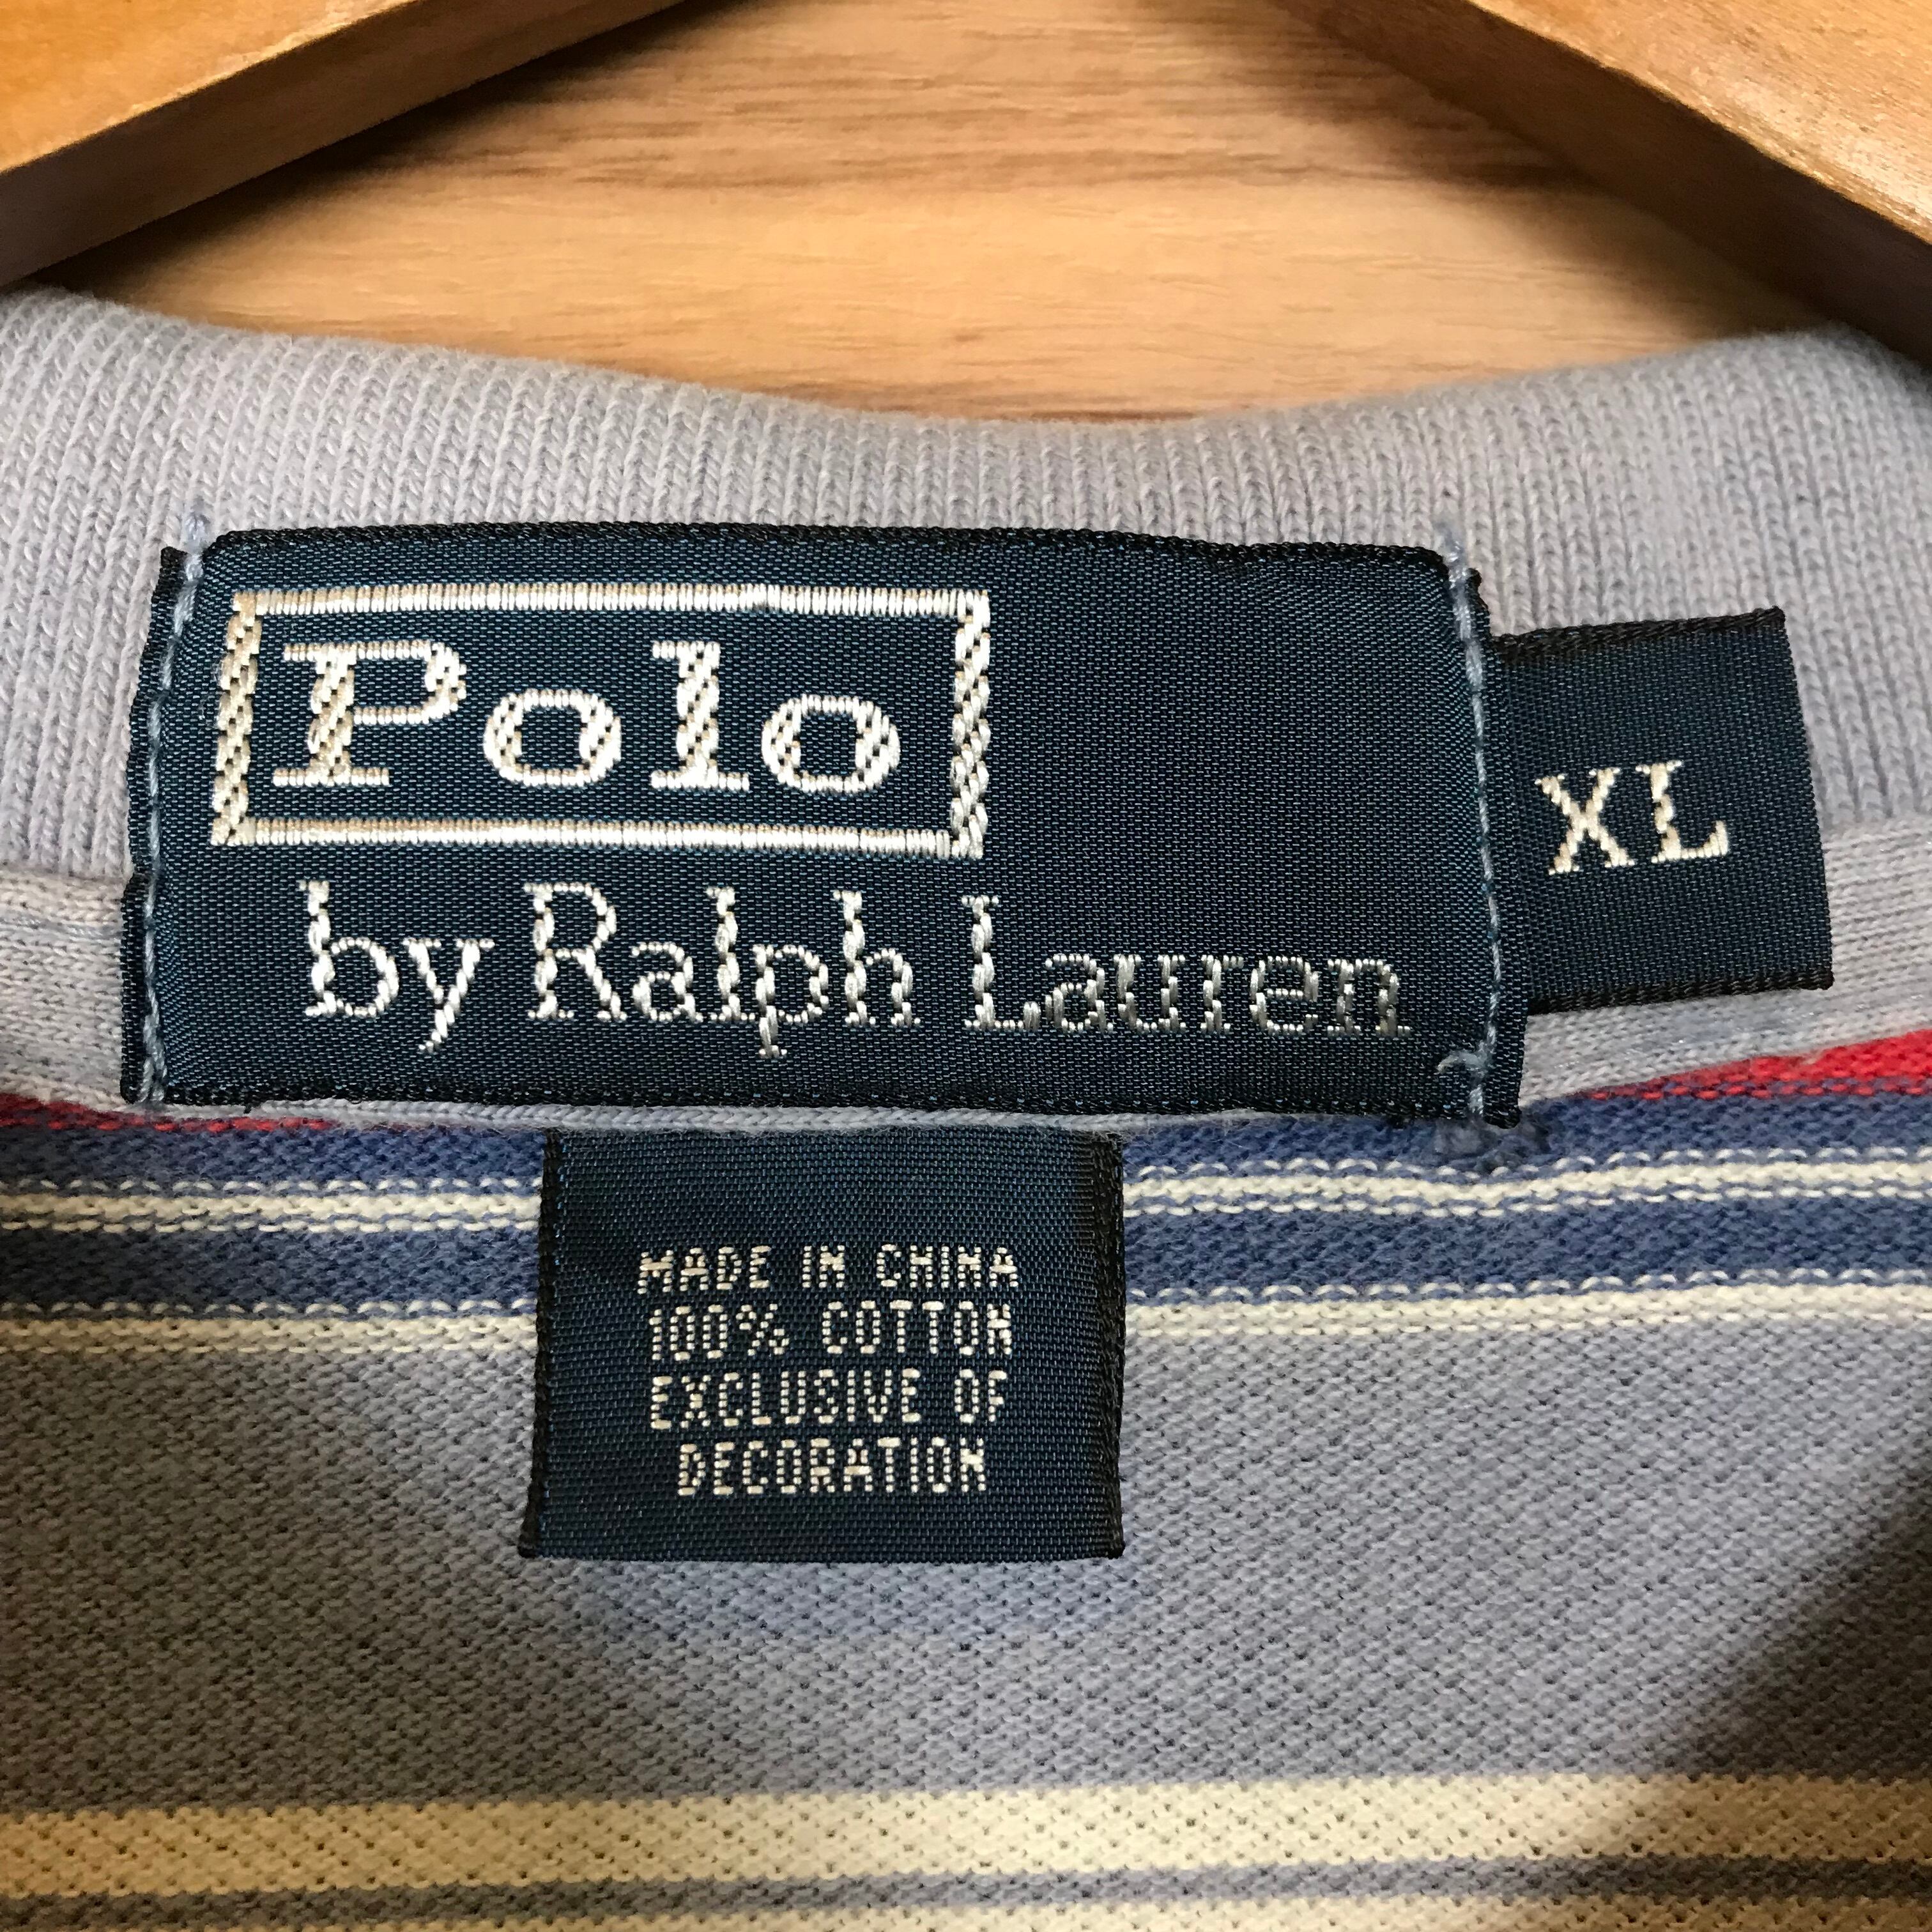 Polo
by Ralph Lauren
XL
MADE IN CHINA
100% COTTON
EXCLUSIVE OF
DECORATION